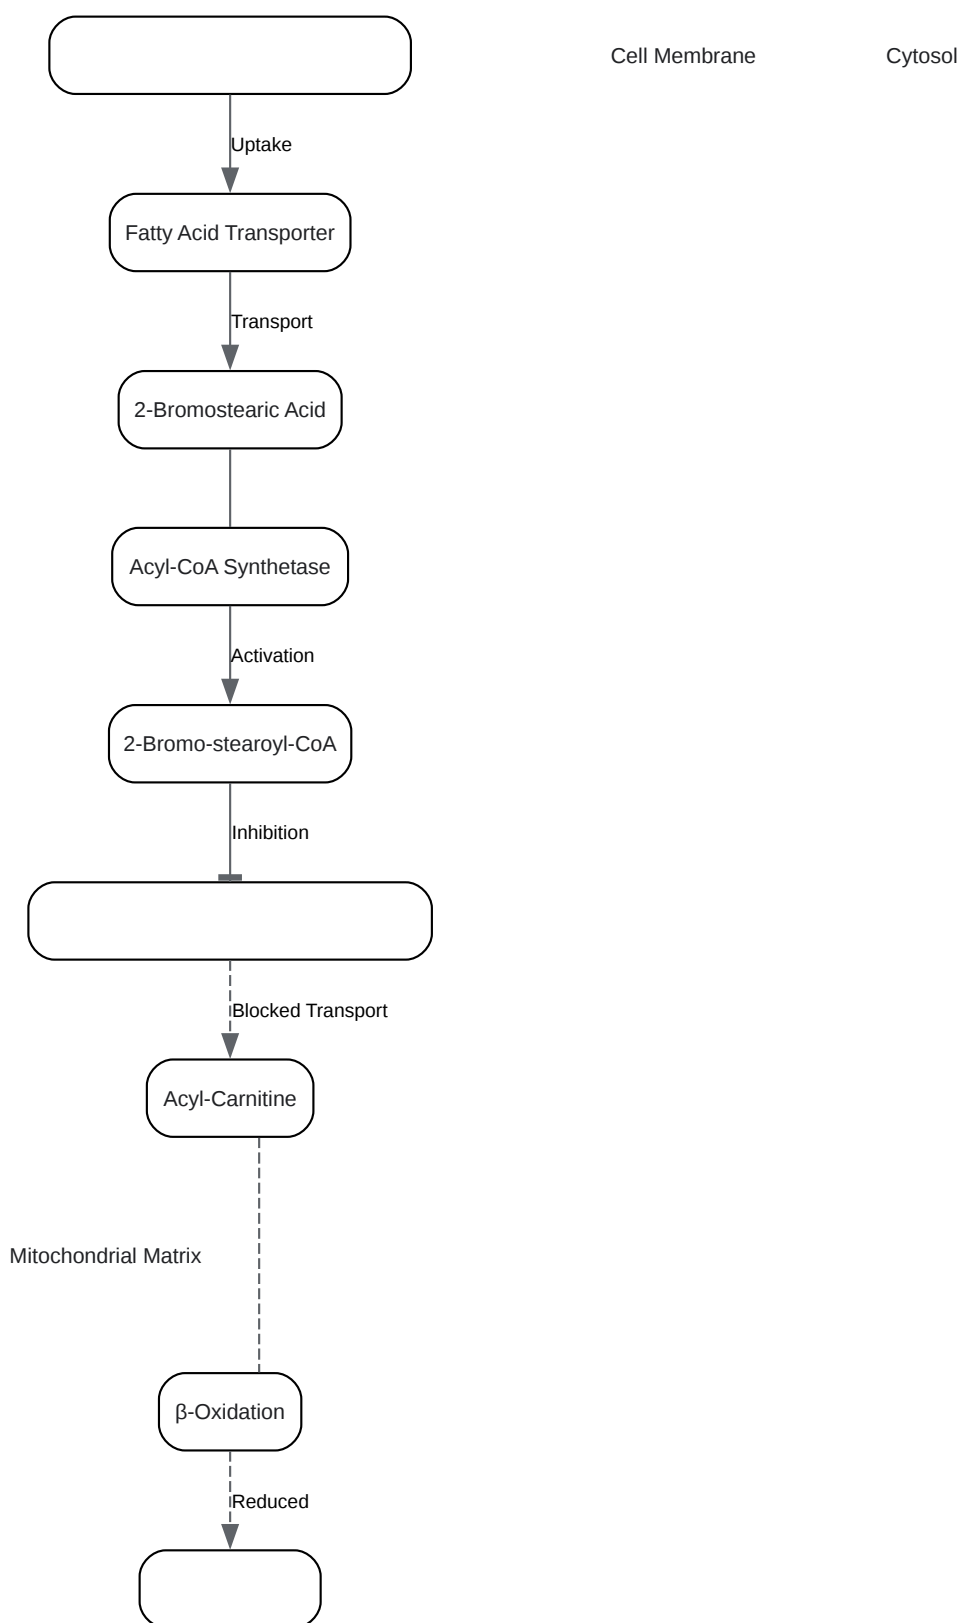 Cell Membrane
Cytosol
Uptake
Fatty Acid Transporter
Transport
2-Bromostearic Acid
Acyl-CoA Synthetase
Activation
2-Bromo-stearoyl-CoA
Inhibition
Blocked Transport
Acyl-Carnitine
Mitochondrial Matrix
β-Oxidation
Reduced